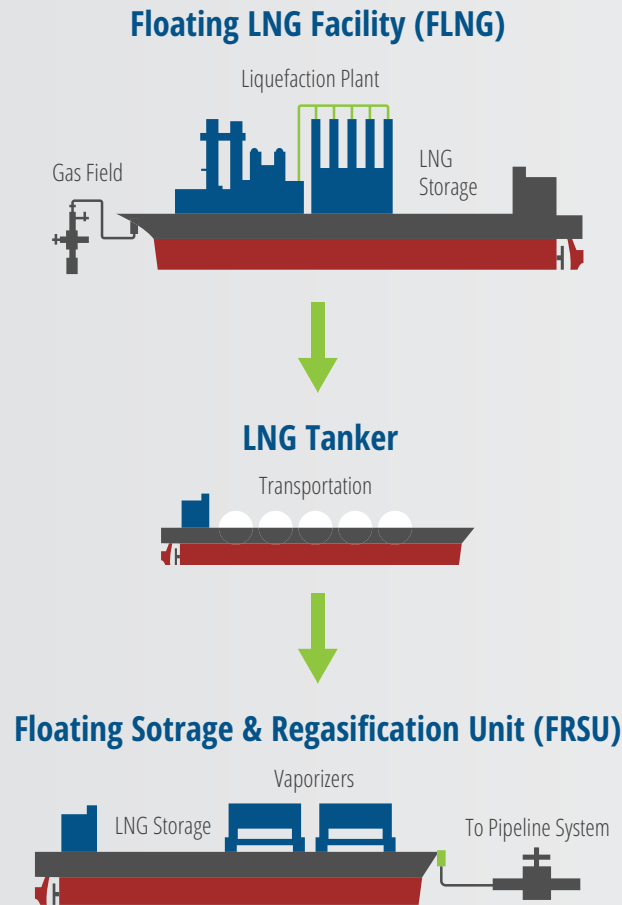 Floating LNG Facility (FLNG)
Liquefaction Plant
Gas Field
LNG
Storage
LNG Tanker
Transportation
Floating Sotrage & Regasification Unit (FRSU)
Vaporizers
LNG Storage
To Pipeline System